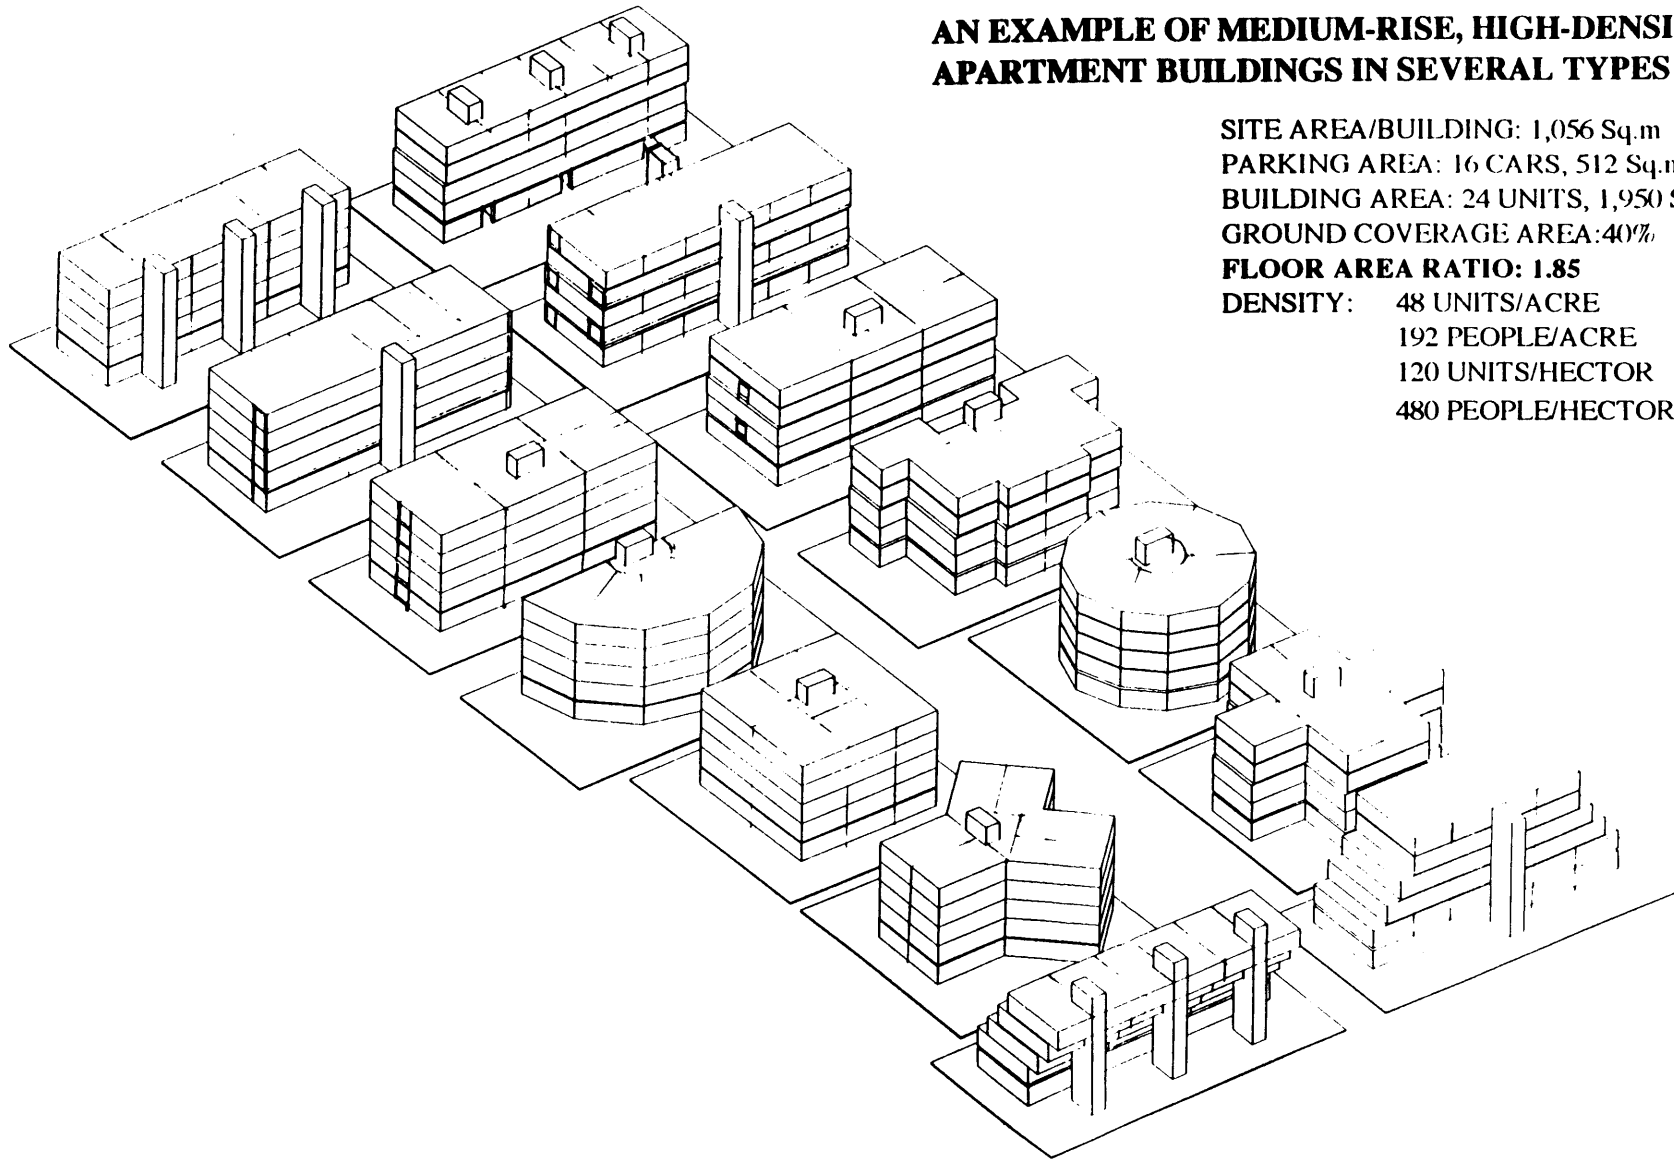 AN EXAMPLE OF MEDIUM-RISE, HIGH-DENSI
APARTMENT BUILDINGS IN SEVERAL TYPES
SITE AREA/BUILDING: 1,056 Sq.m
PARKING AREA: 16 CARS, 512 Sq.m
BUILDING AREA: 24 UNITS, 1,950 S
GROUND COVERAGE AREA:40%
FLOOR AREA RATIO: 1.85
DENSITY: 48 UNITS/ACRE
192 PEOPLE/ACRE
120 UNITS/HECTOR
480 PEOPLE/HECTOR